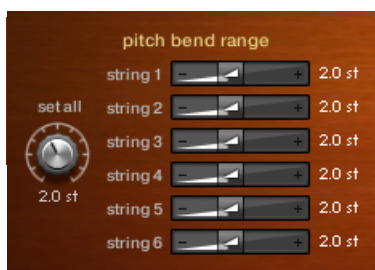 pitch bend range
string 1 - + 2.0 st
set all string 2 - + 2.0 st
string 3 - + 2.0 st
string 4 - + 2.0 st
2.0 st string 5 - + 2.0 st
string 6 - + 2.0 st